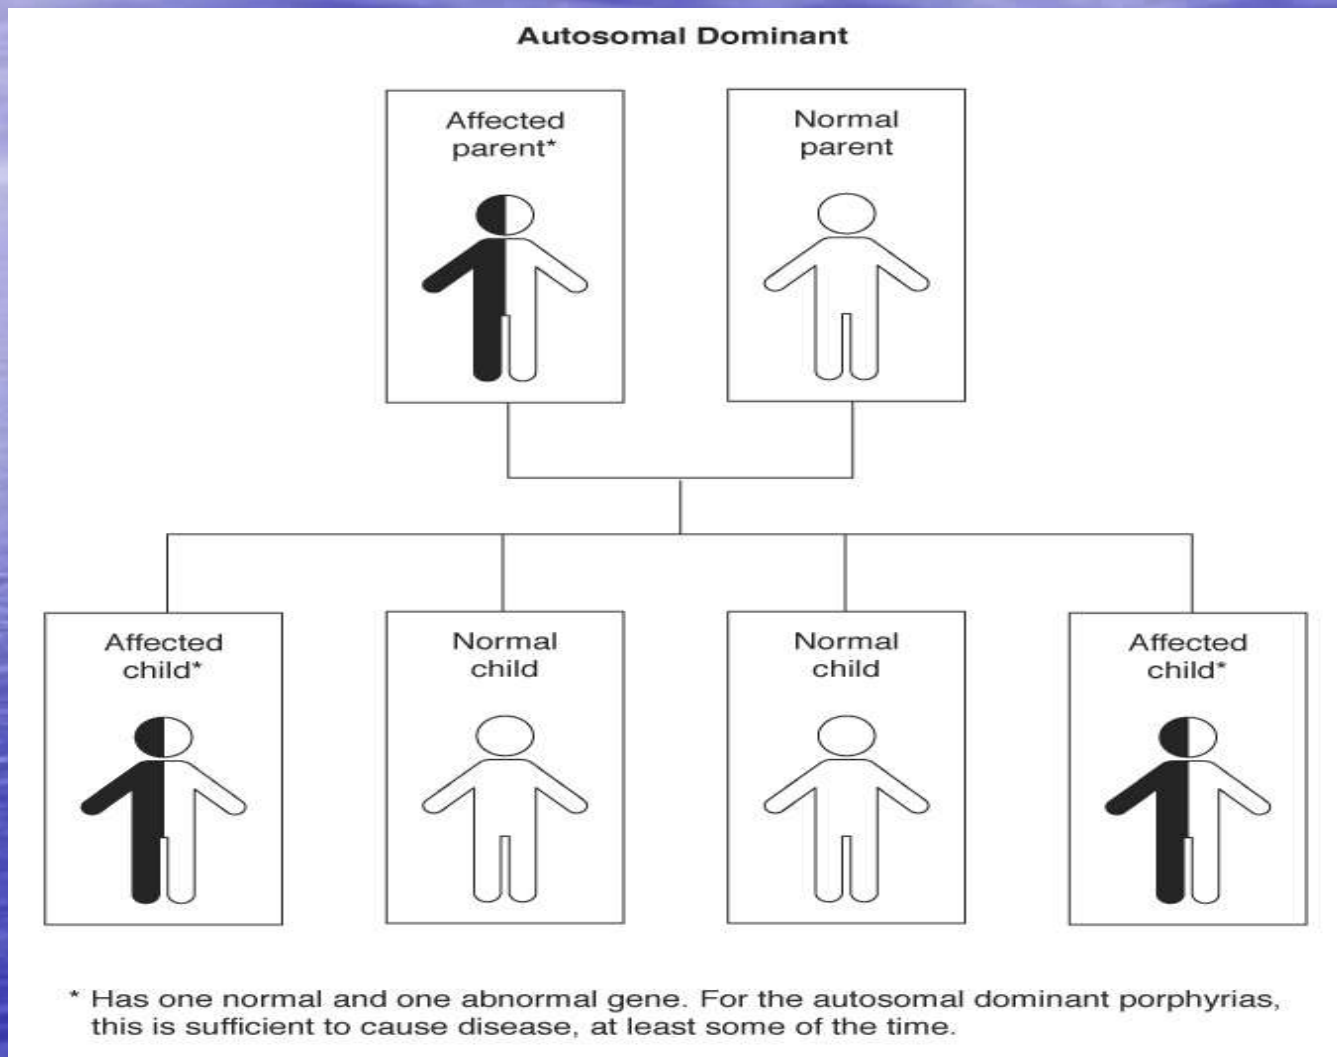 Autosomal Dominant
Affected
parent*
Normal
parent
Affected
child*
Normal
child
Normal
child
Affected
child*
* Has one normal and one abnormal gene. For the autosomal dominant porphyrias,
this is sufficient to cause disease, at least some of the time.